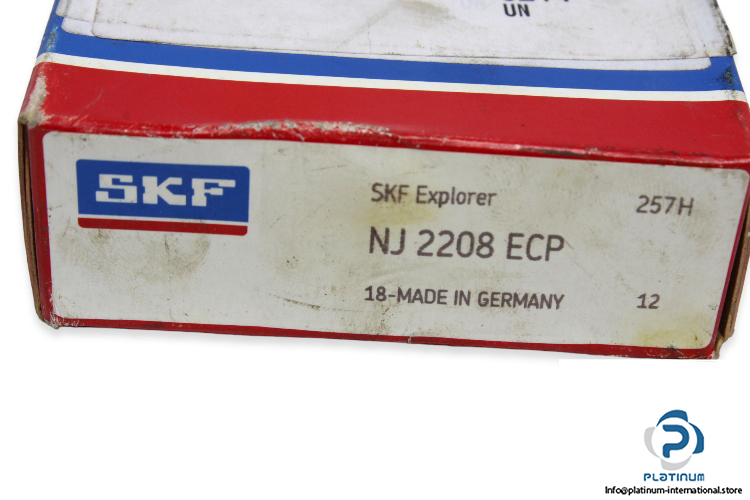 UN
SKF
SKF Explorer 257H
NJ 2208 ECP
18-MADE IN GERMANY 12
PLATINUM
Info@platinum-international.store